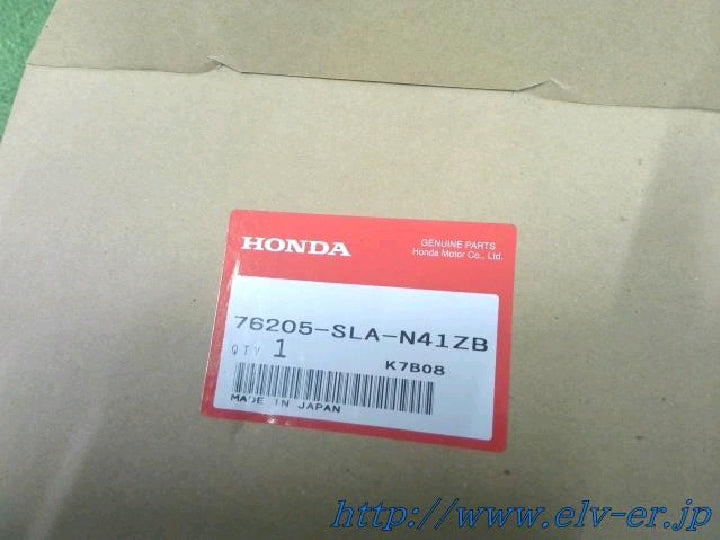 HONDA
GENUINE PARTS
Honda Motor Co., Ltd.
76205-SLA-N41ZB
QTY 1
K7B08
MADE IN JAPAN
http://www.elv-er.jp